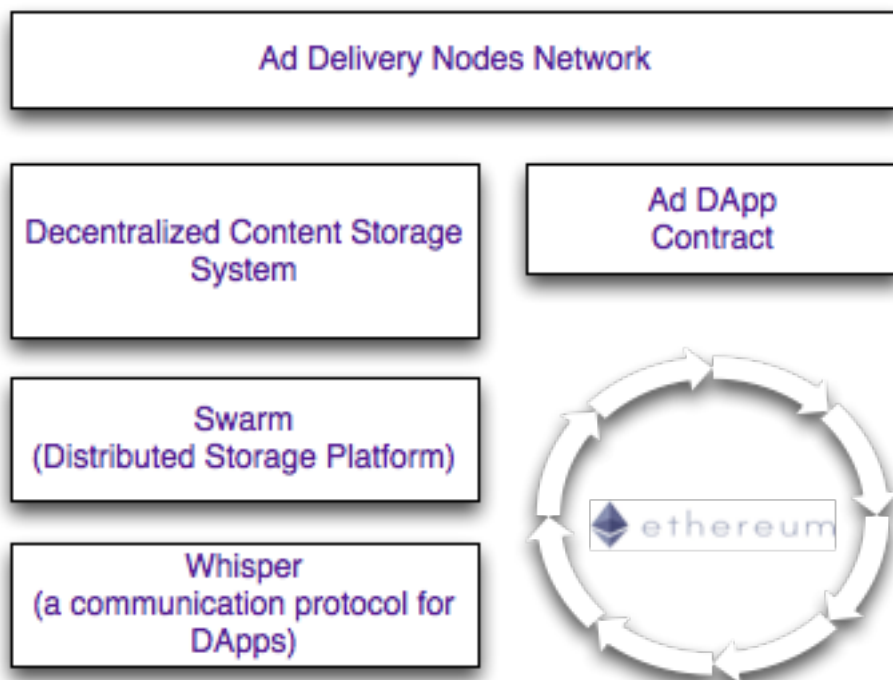 Ad Delivery Nodes Network
Decentralized Content Storage
System
Ad DApp
Contract
Swarm
(Distributed Storage Platform)
ethereum
Whisper
(a communication protocol for
DApps)